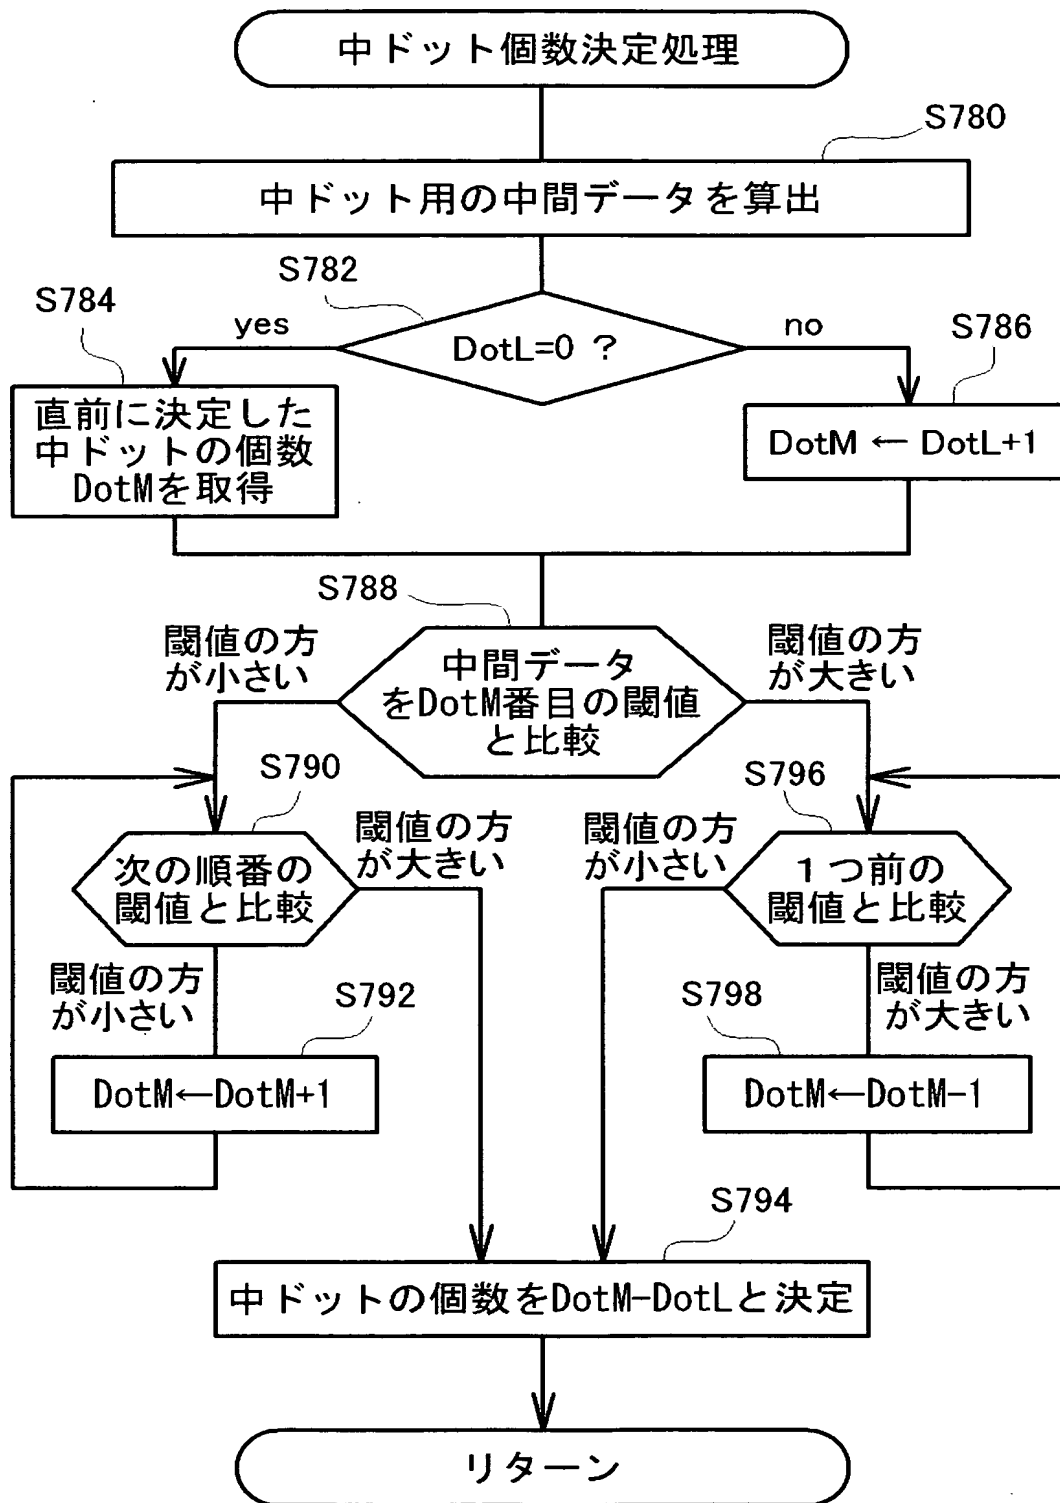 中ドット個数決定処理
S780
中ドット用の中間データを算出
S782
DotL=0 ?
yes
no
S784
直前に決定した
中ドットの個数
DotMを取得
S786
DotM ← DotL+1
S788
中間データ
をDotM番目の閾値
と比較
閾値の方
が小さい
閾値の方
が大きい
S790
次の順番の
閾値と比較
閾値の方
が大きい
閾値の方
が小さい
S796
1つ前の
閾値と比較
閾値の方
が小さい
S792
DotM←DotM+1
S798
閾値の方
が大きい
DotM←DotM-1
S794
中ドットの個数をDotM-DotLと決定
リターン